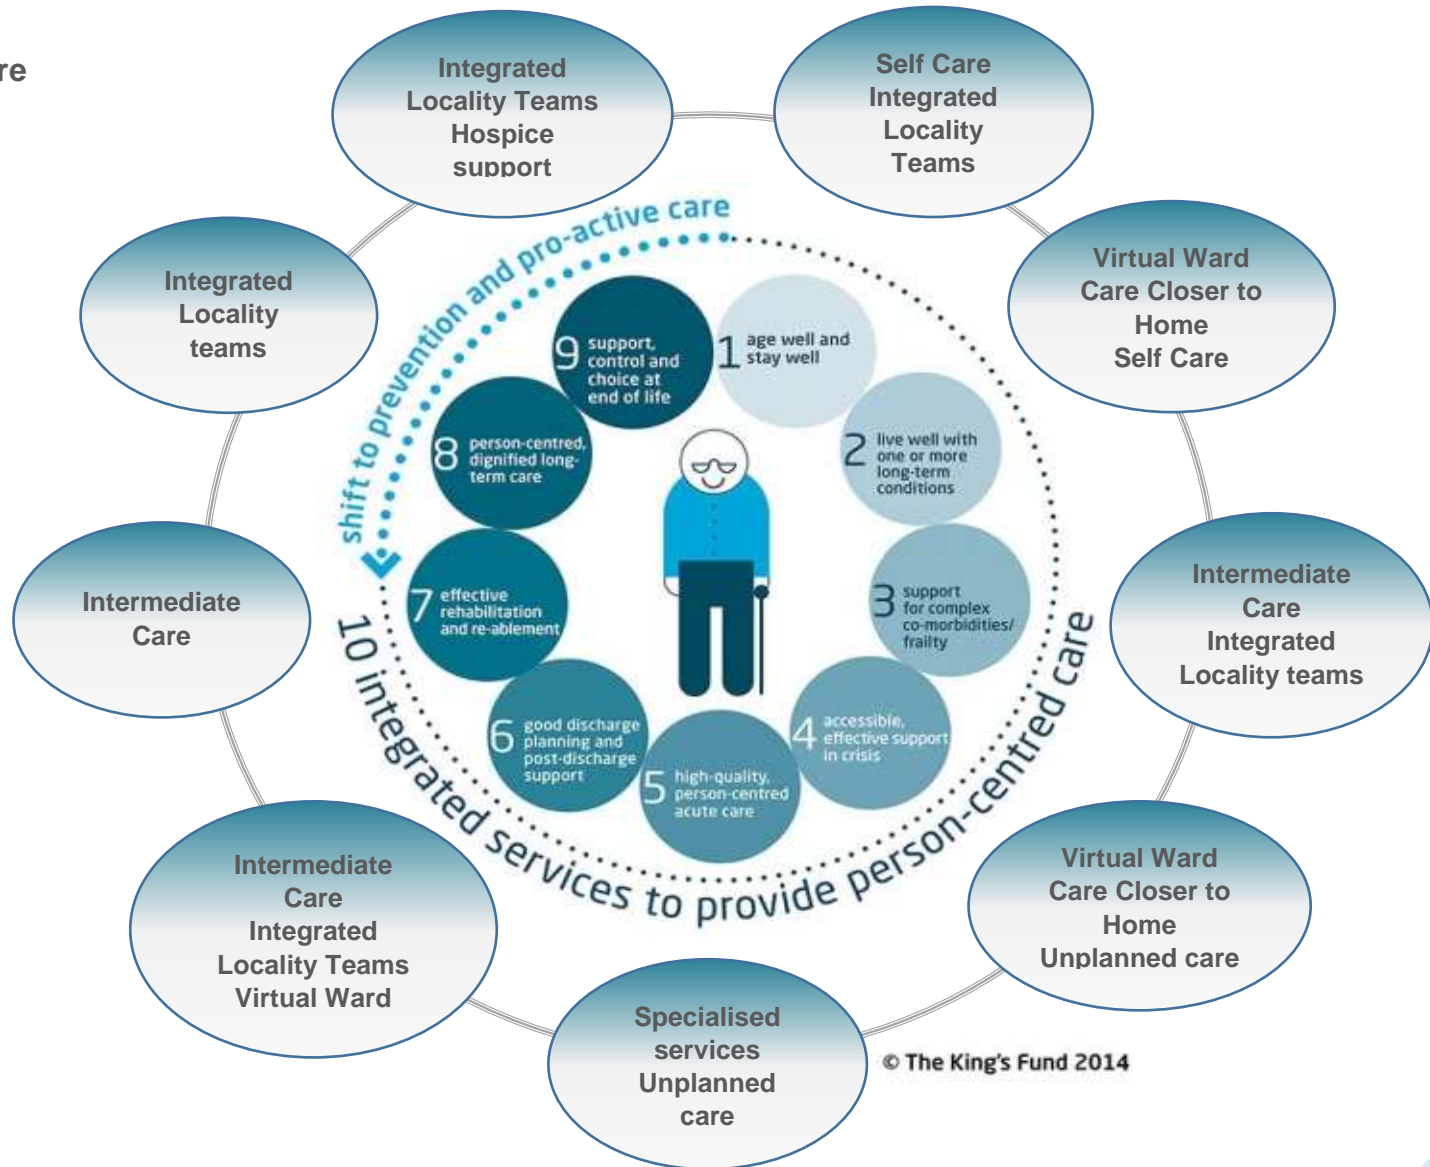 re
Integrated
Locality Teams
Hospice
support
Self Care
Integrated
Locality
Teams
Virtual Ward
Care Closer to
Home
Self Care
Intermediate
Care
Integrated
Locality teams
Virtual Ward
Care Closer to
Home
Unplanned care
Specialised
services
Unplanned
care
Intermediate
Care
Integrated
Locality Teams
Virtual Ward
Intermediate
Care
Integrated
Locality
teams
shift to prevention and pro-active care
10 integrated services to provide person-centred care
1 age well and
stay well
2 live well with
one or more
long-term
conditions
3 support
for complex
co-morbidities/
frailty
4 accessible,
effective support
in crisis
5 high-quality,
person-centred
acute care
6 good discharge
planning and
post-discharge
support
7 effective
rehabilitation
and re-ablement
8 person-centred,
dignified long-
term care
9 support,
control and
choice at
end of life
© The King's Fund 2014